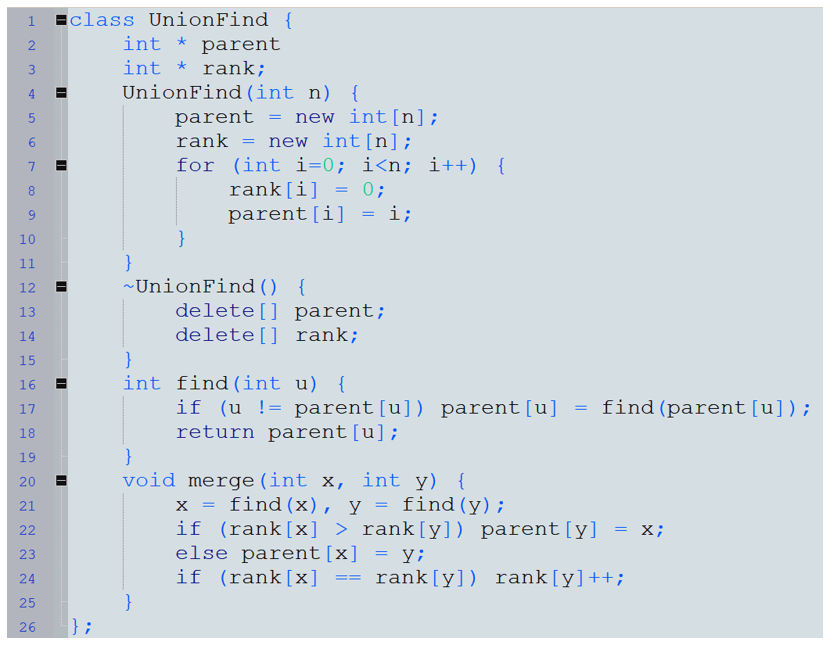 1 class UnionFind {
2 int * parent
3 int * rank;
4 UnionFind(int n) {
5 parent = new int[n];
6 rank = new int[n];
7 for (int i=0; i<n; i++) {
8 rank[i] = 0;
9 parent[i] = i;
10 }
11 }
12 ~UnionFind() {
13 delete[] parent;
14 delete[] rank;
15 }
16 int find(int u) {
17 if (u != parent[u]) parent[u] = find(parent[u]);
18 return parent[u];
19 }
20 void merge(int x, int y) {
21 x = find(x), y = find(y);
22 if (rank[x] > rank[y]) parent[y] = x;
23 else parent[x] = y;
24 if (rank[x] == rank[y]) rank[y]++;
25 }
26 };